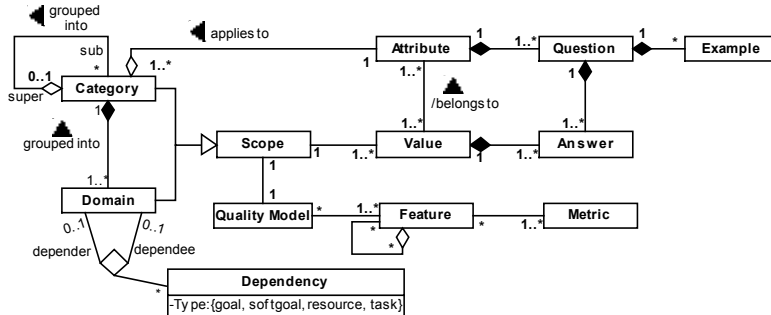 grouped
into
applies to
1
1..*
1
*
Attribute
Question
Example
sub
*
1..*
1
1..*
1
0..1
Category
super
1
/belongs to
grouped into
1..*
1..*
Scope
1
1..*
Value
1
1..*
Answer
1..*
1
Domain
1
0..1
0..1
Quality Model
*
1..*
Feature
*
1..*
Metric
*
*
depender
dependee
*
Dependency
-Type:{goal, softgoal, resource, task}